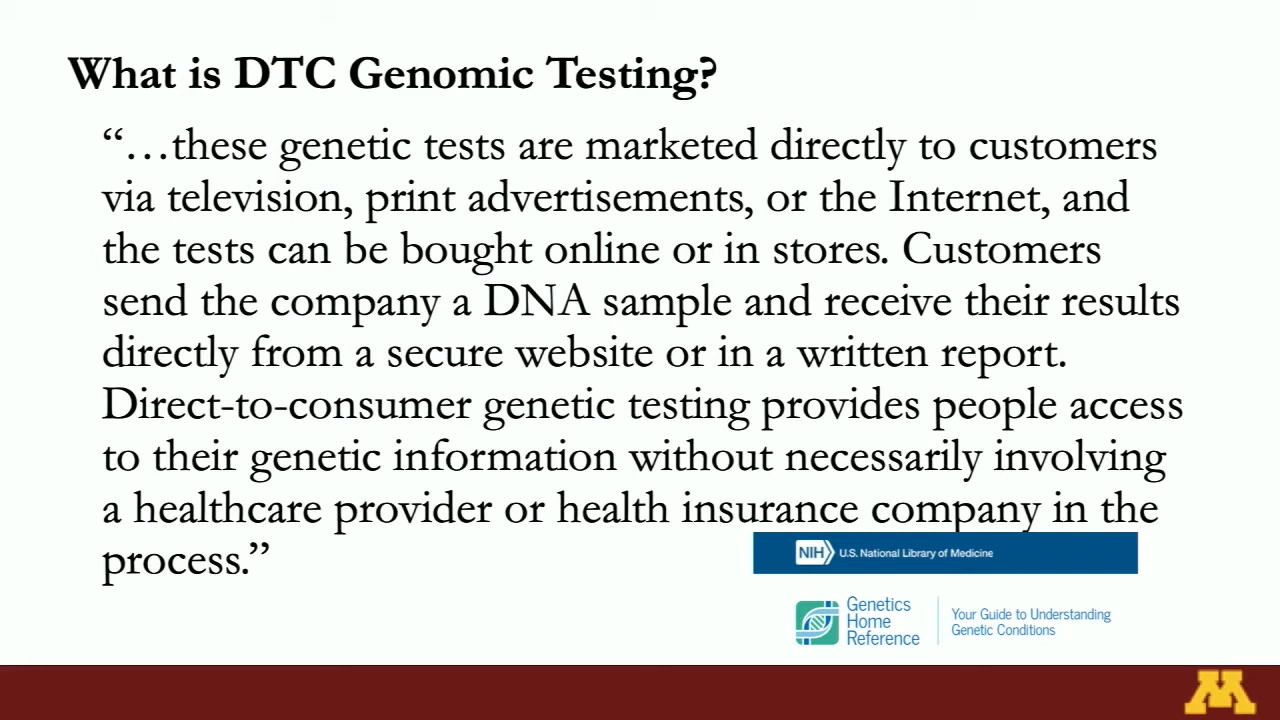 What is DTC Genomic Testing?
“…these genetic tests are marketed directly to customers
via television, print advertisements, or the Internet, and
the tests can be bought online or in stores. Customers
send the company a DNA sample and receive their results
directly from a secure website or in a written report.
Direct-to-consumer genetic testing provides people access
to their genetic information without necessarily involving
a healthcare provider or health insurance company in the
process.”
NIH U.S. National Library of Medicine
Genetics
Home
Reference
Your Guide to Understanding
Genetic Conditions
M